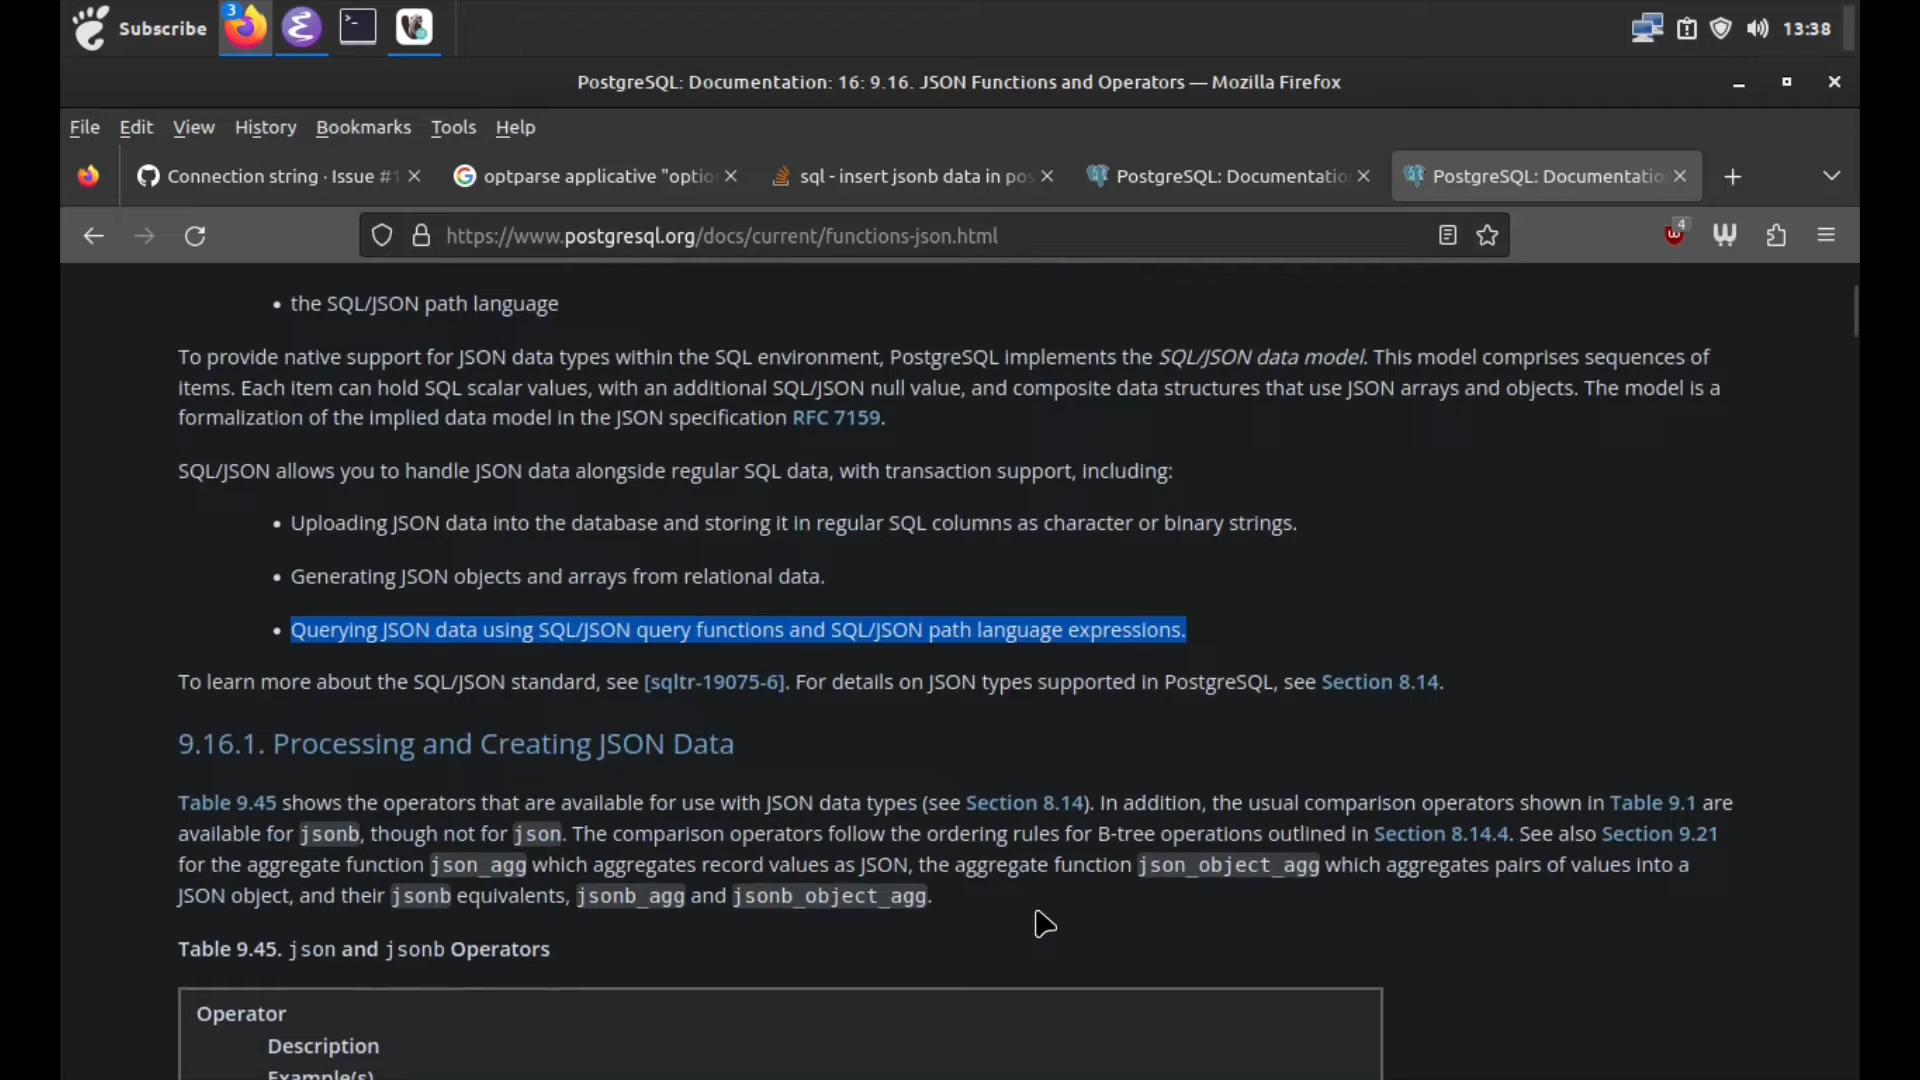 Subscribe
3
13:38
PostgreSQL: Documentation: 16: 9.16. JSON Functions and Operators — Mozilla Firefox
File Edit View History Bookmarks Tools Help
Connection string · Issue #1
optparse applicative "optio
sql - insert jsonb data in pos
PostgreSQL: Documentatio
PostgreSQL: Documentatio
https://www.postgresql.org/docs/current/functions-json.html
4
• the SQL/JSON path language
To provide native support for JSON data types within the SQL environment, PostgreSQL implements the SQL/JSON data model. This model comprises sequences of
items. Each item can hold SQL scalar values, with an additional SQL/JSON null value, and composite data structures that use JSON arrays and objects. The model is a
formalization of the implied data model in the JSON specification RFC 7159.
SQL/JSON allows you to handle JSON data alongside regular SQL data, with transaction support, including:
• Uploading JSON data into the database and storing it in regular SQL columns as character or binary strings.
• Generating JSON objects and arrays from relational data.
• Querying JSON data using SQL/JSON query functions and SQL/JSON path language expressions.
To learn more about the SQL/JSON standard, see [sqltr-19075-6]. For details on JSON types supported in PostgreSQL, see Section 8.14.
9.16.1. Processing and Creating JSON Data
Table 9.45 shows the operators that are available for use with JSON data types (see Section 8.14). In addition, the usual comparison operators shown in Table 9.1 are
available for jsonb, though not for json. The comparison operators follow the ordering rules for B-tree operations outlined in Section 8.14.4. See also Section 9.21
for the aggregate function json_agg which aggregates record values as JSON, the aggregate function json_object_agg which aggregates pairs of values into a
JSON object, and their jsonb equivalents, jsonb_agg and jsonb_object_agg.
Table 9.45. json and jsonb Operators
Operator
Description
Example(s)